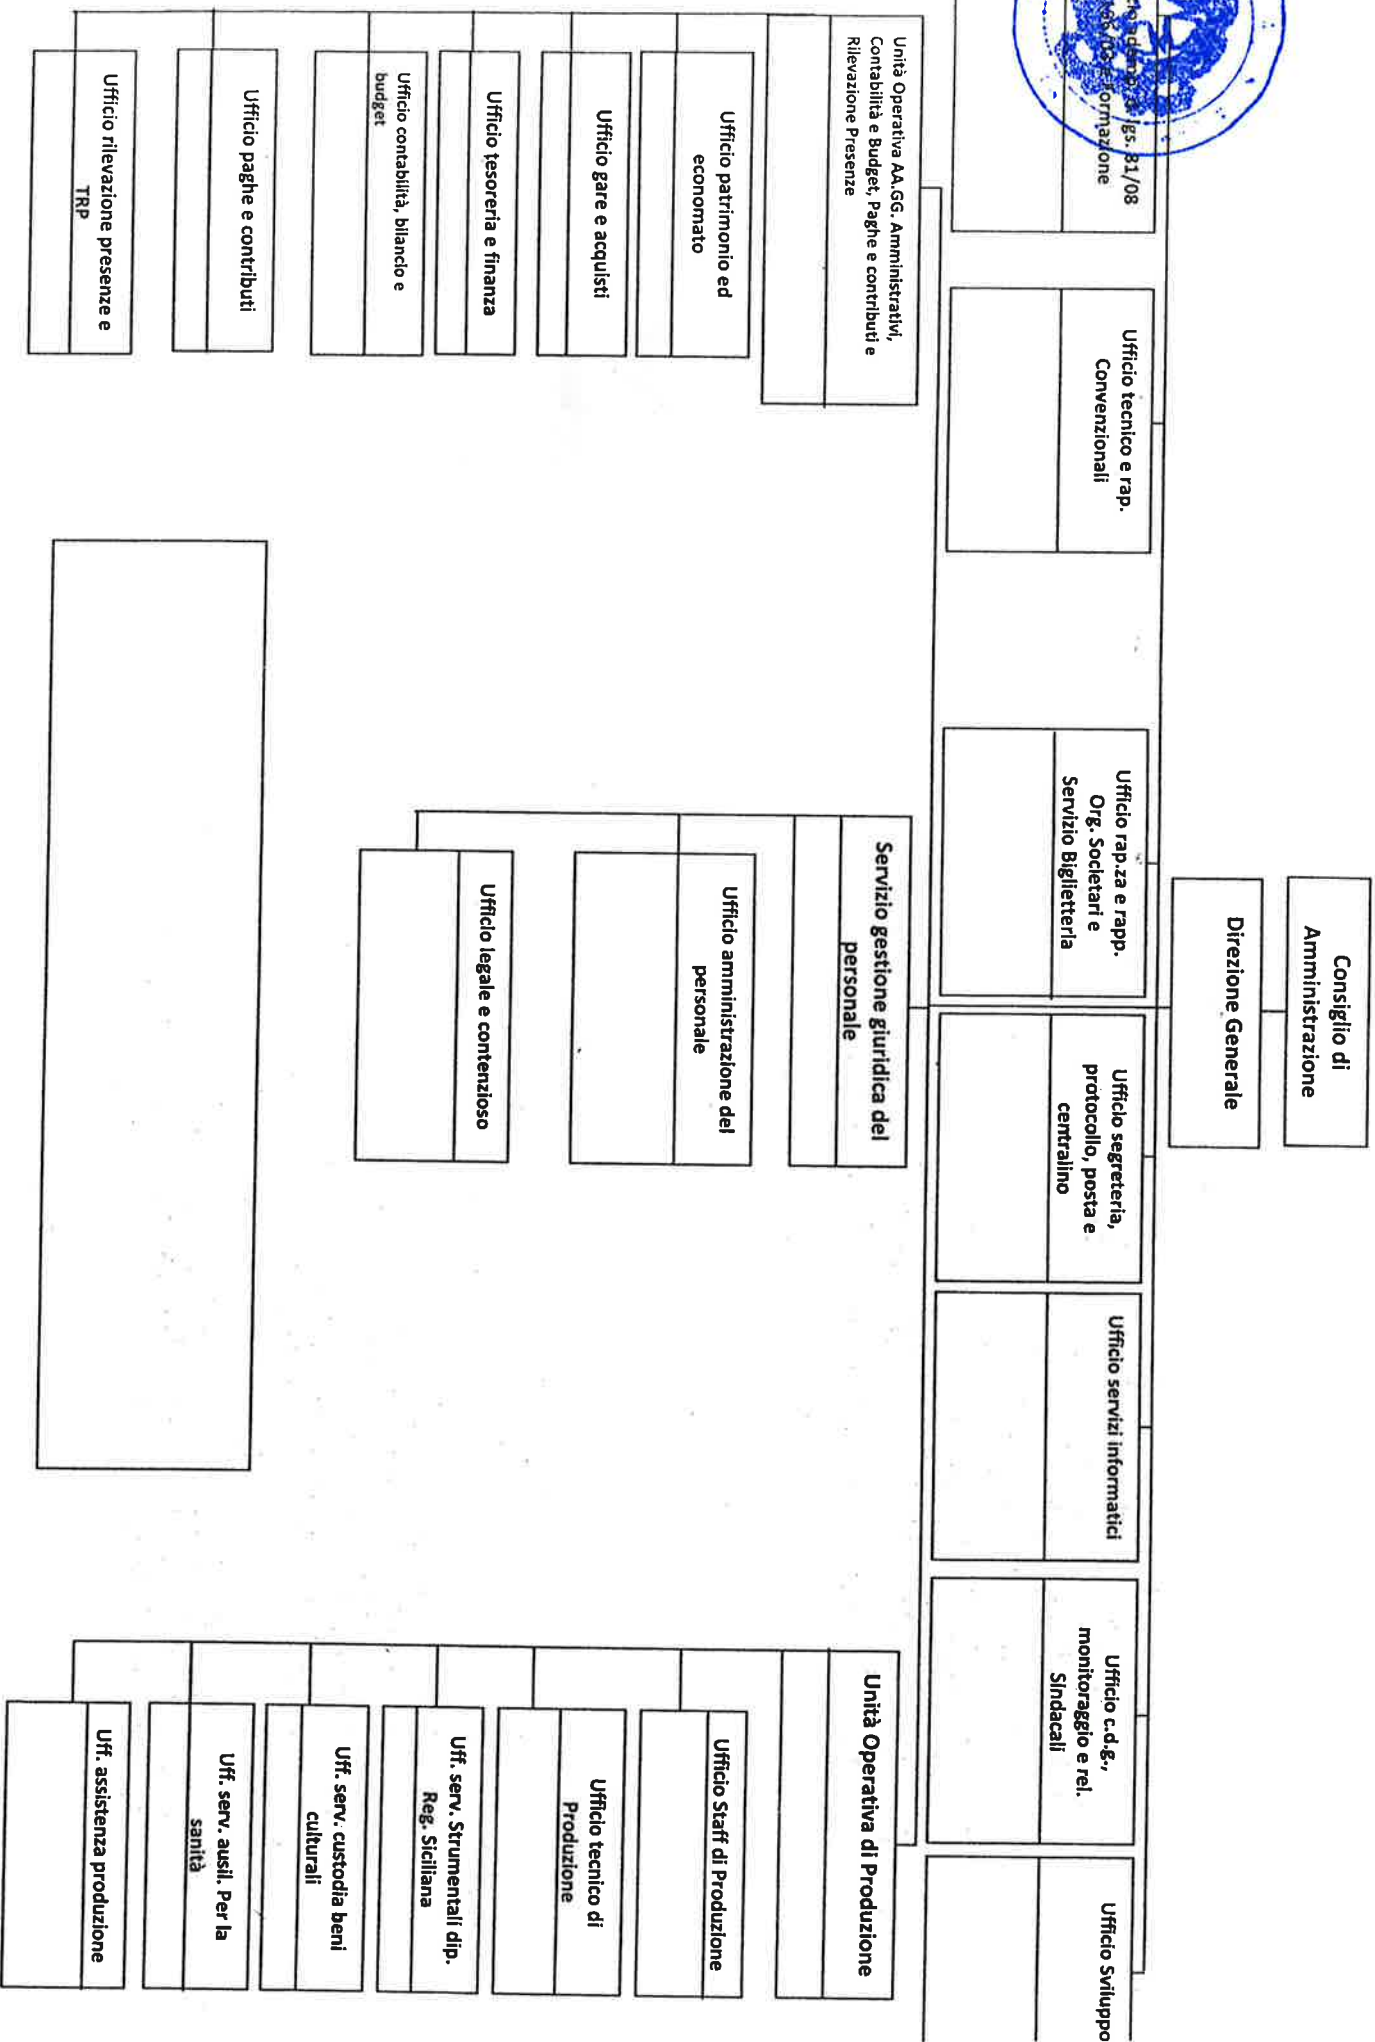 Consiglio di
Amministrazione
Direzione Generale
lgs. 81/08
Formazione
Ufficio tecnico e rap.
Convenzionali
Ufficio rap.za e rapp.
Org. Societari e
Servizio Biglietteria
Ufficio segreteria,
protocollo, posta e
centralino
Ufficio servizi informatici
Ufficio c.d.g.,
monitoraggio e rel.
Sindacali
Ufficio Sviluppo
Unità Operativa AA.GG. Amministrativi,
Contabilità e Budget, Paghe e contributi e
Rilevazione Presenze
Ufficio patrimonio ed
economato
Ufficio gare e acquisti
Ufficio tesoreria e finanza
Ufficio contabilità, bilancio e
budget
Ufficio paghe e contributi
Ufficio rilevazione presenze e
TRP
Servizio gestione giuridica del
personale
Ufficio amministrazione del
personale
Ufficio legale e contenzioso
Unità Operativa di Produzione
Ufficio Staff di Produzione
Ufficio tecnico di
Produzione
Uff. serv. Strumentali dip.
Reg. Siciliana
Uff. serv. custodia beni
culturali
Uff. serv. ausil. Per la
sanità
Uff. assistenza produzione